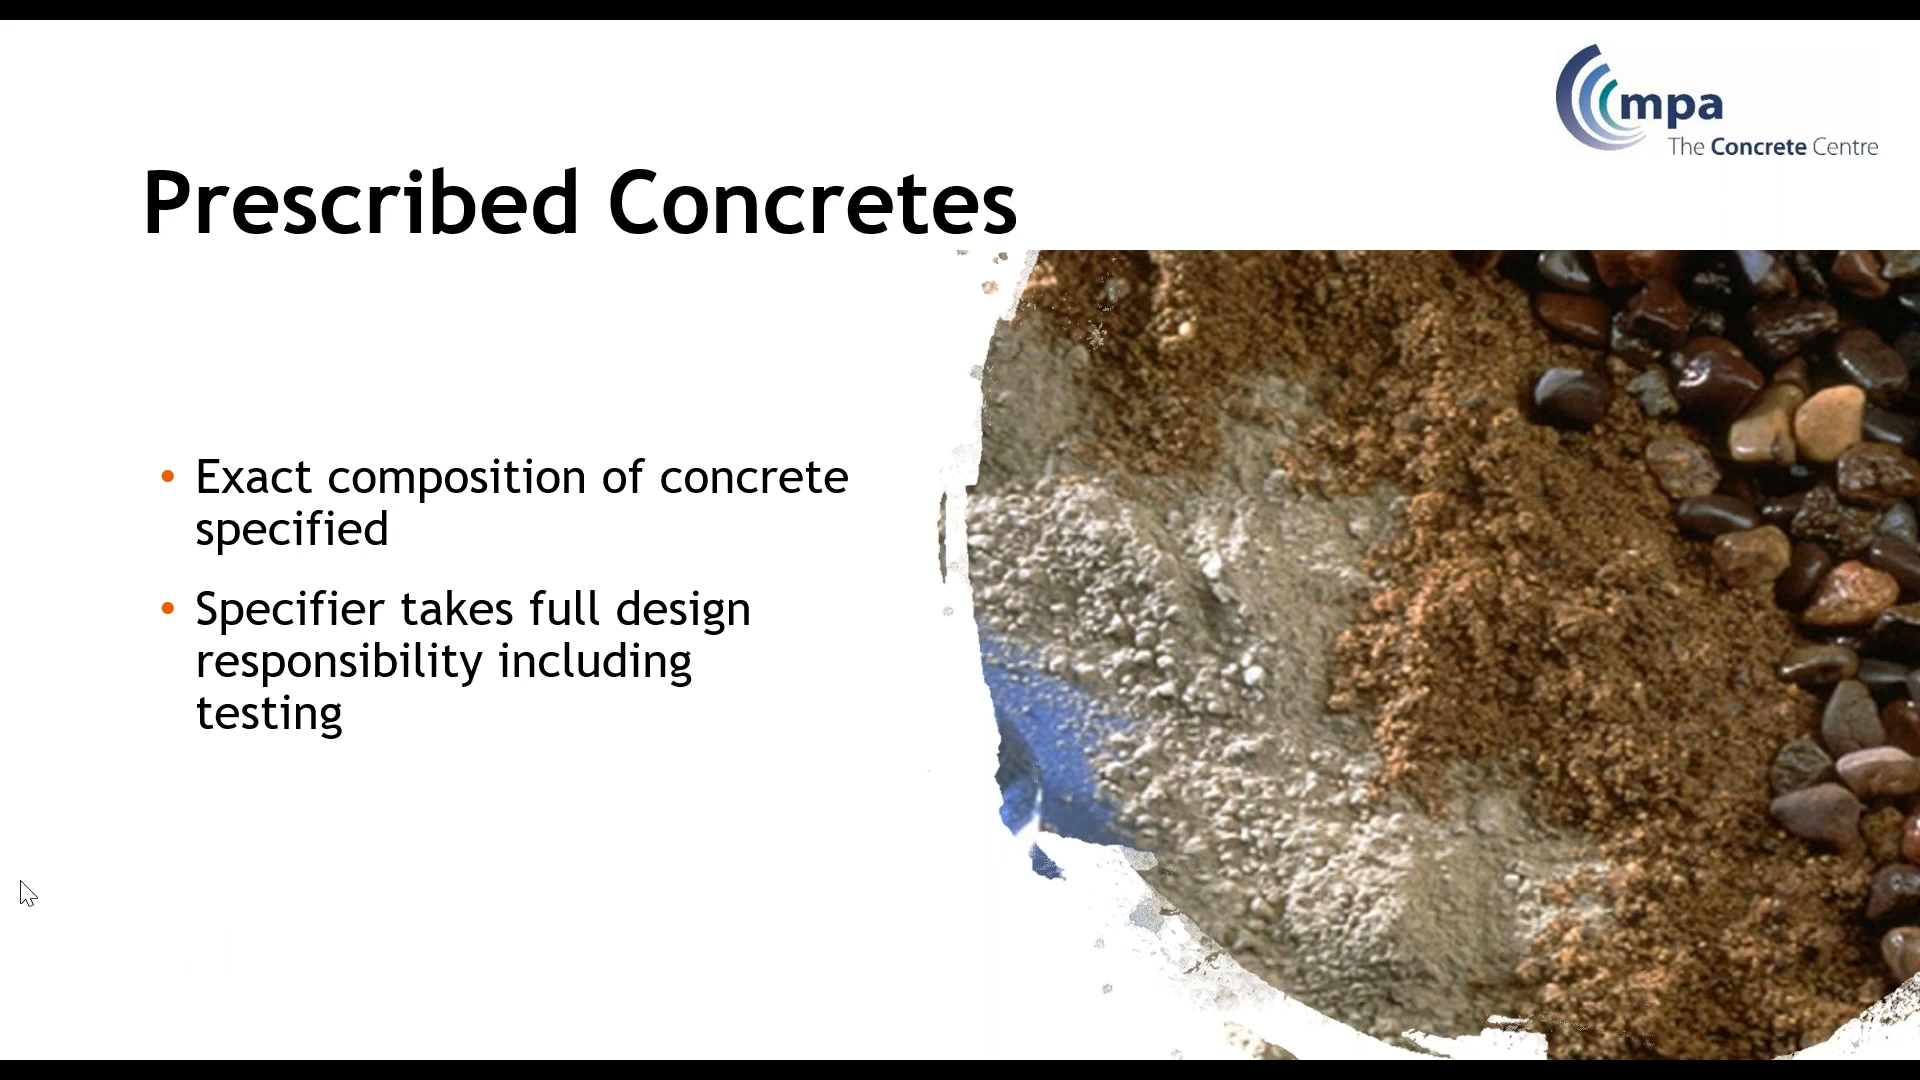 mpa
The Concrete Centre
Prescribed Concretes
• Exact composition of concrete
specified
• Specifier takes full design
responsibility including
testing